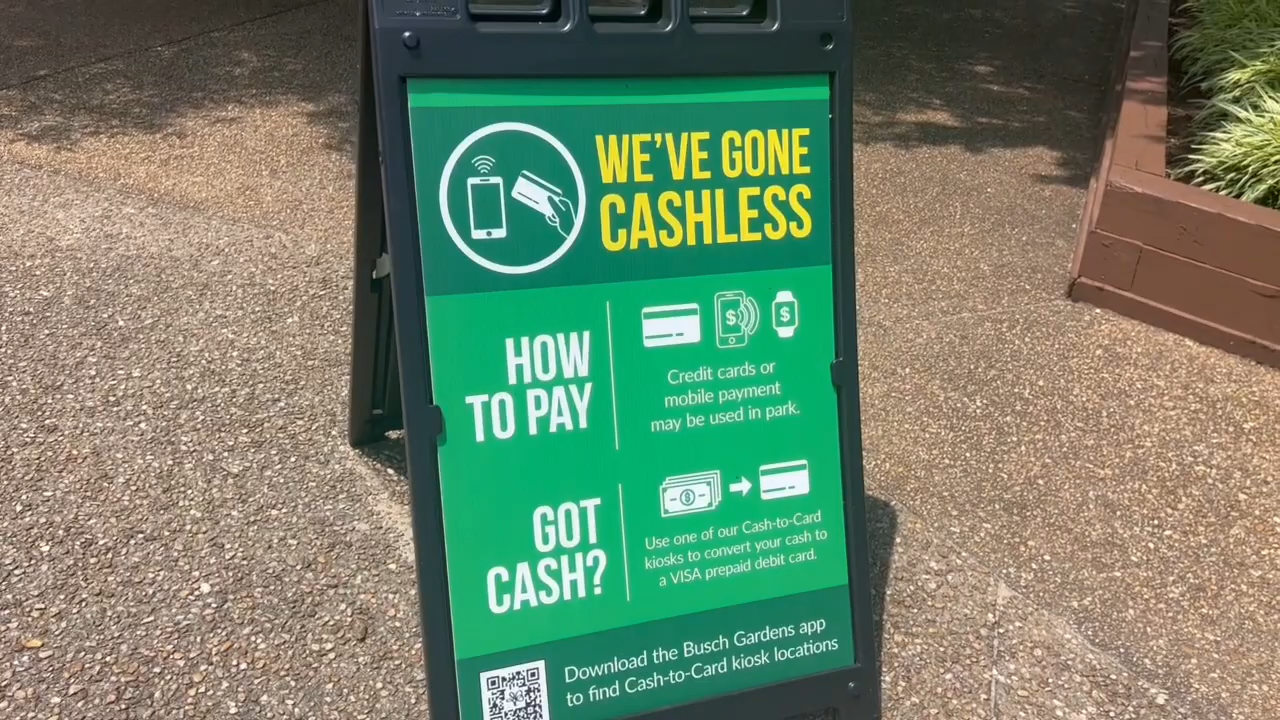 WE'VE GONE
CASHLESS
HOW
TO PAY
$
$
Credit cards or
mobile payment
may be used in park.
GOT
CASH?
$
Use one of our Cash-to-Card
kiosks to convert your cash to
a VISA prepaid debit card.
Download the Busch Gardens app
to find Cash-to-Card kiosk locations